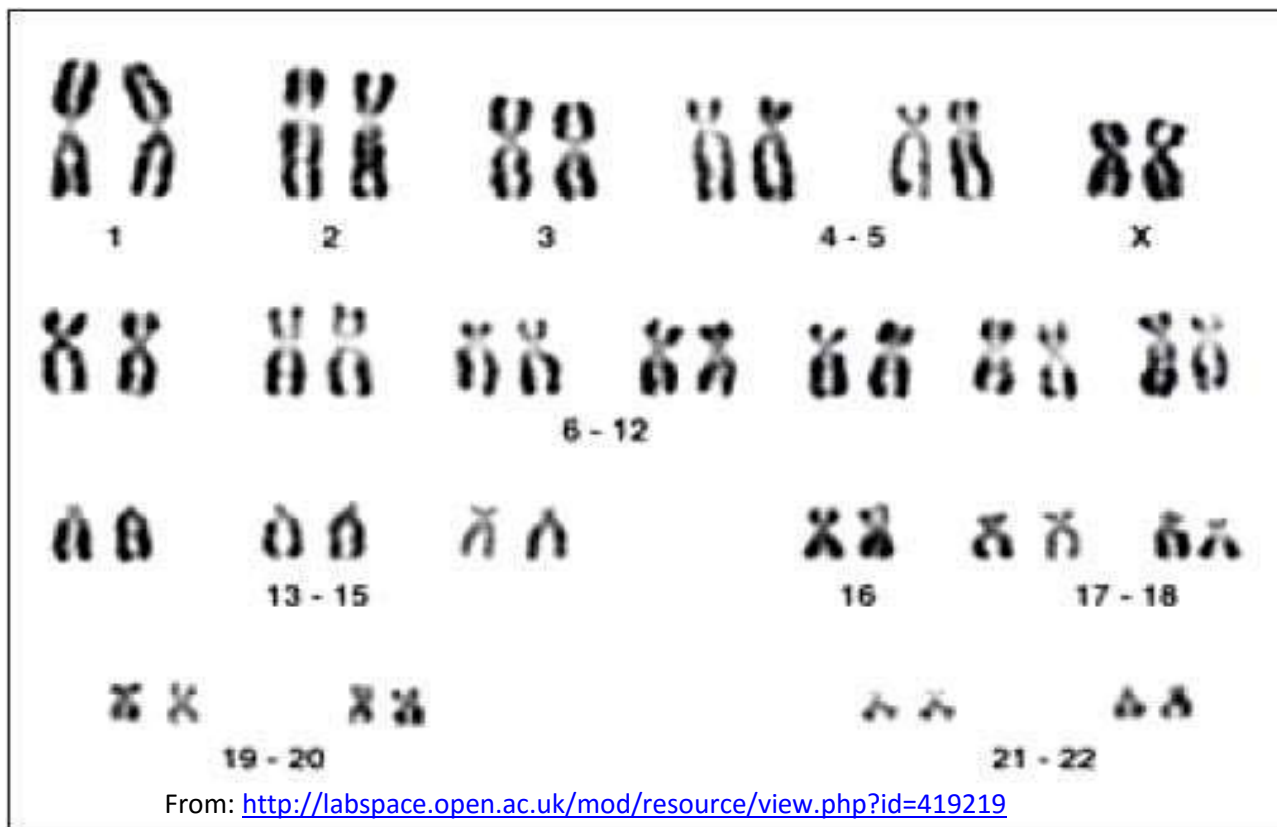 1 2 3 4 - 5 X
6 - 12
13 - 15 16 17 - 18
19 - 20 21 - 22
From: http://labspace.open.ac.uk/mod/resource/view.php?id=419219